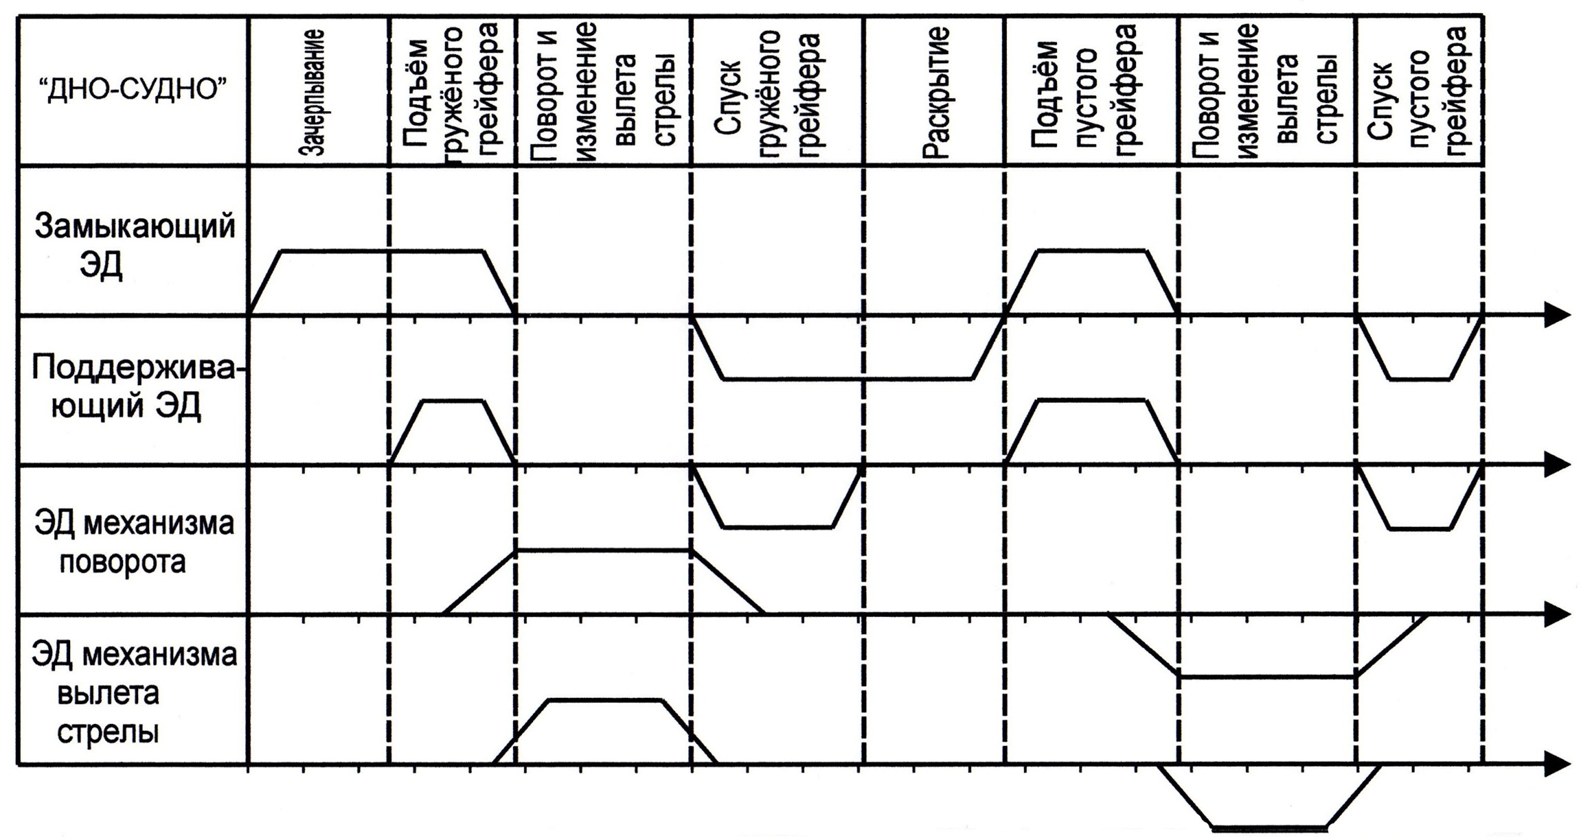 “ДНО-СУДНО”
Зачерпывание
Подъём
гружёного
грейфера
Поворот и
изменение
вылета
стрелы
Спуск
гружёного
грейфера
Раскрытие
Подъём
пустого
грейфера
Поворот и
изменение
вылета
стрелы
Спуск
пустого
грейфера
Замыкающий
ЭД
Поддержива-
ющий ЭД
ЭД механизма
поворота
ЭД механизма
вылета
стрелы